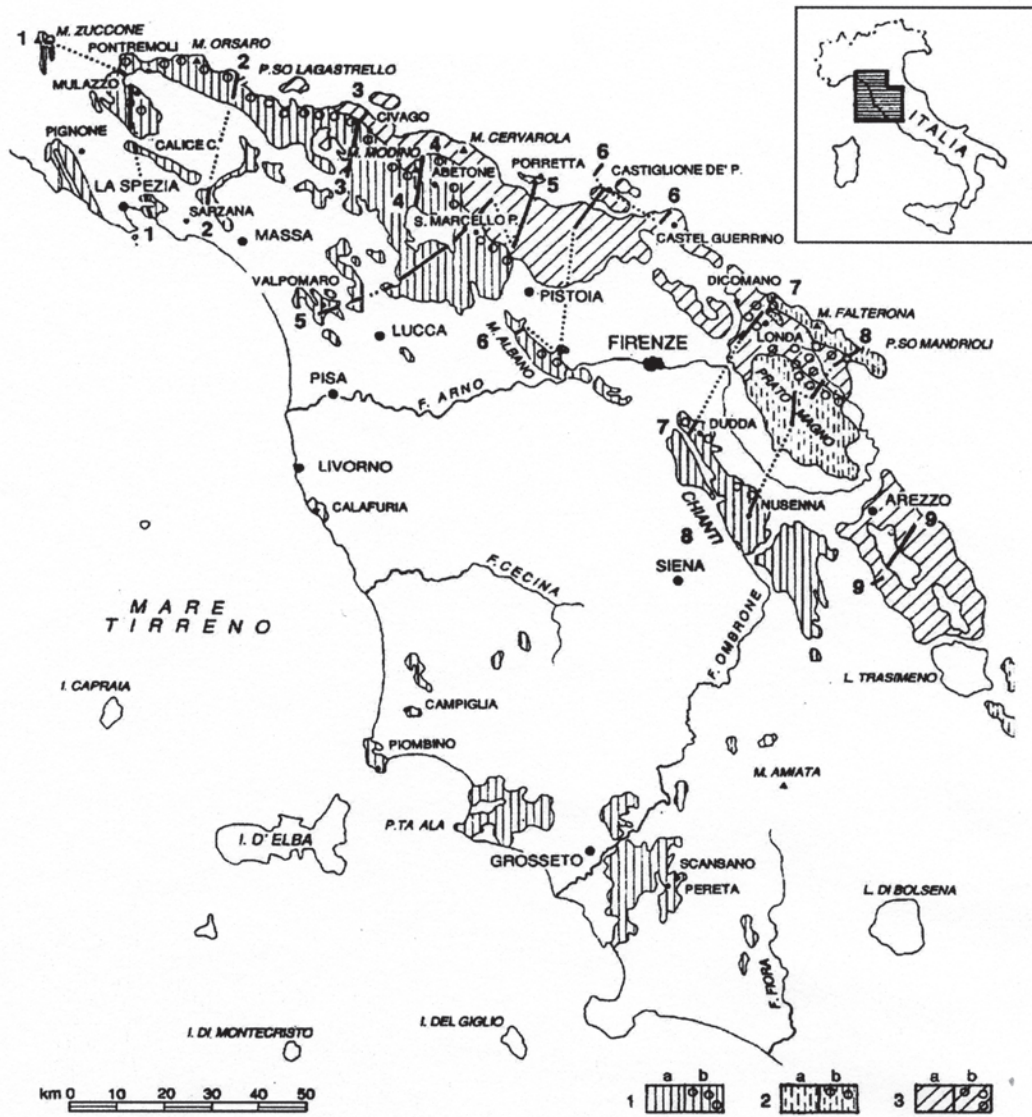 1
M. ZUCCONE
PONTREMOLI
M. ORSARO
2
P.SO LAGASTRELLO
3
MULAZZO
CIVAGO
PIGNONE
CALICE C.
M. MODINO
4
M. CERVAROLA
ABETONE
PORRETTA
6
CASTIGLIONE DE' P.
3
4
5
6
LA SPEZIA
SARZANA
S. MARCELLO P.
CASTEL GUERRINO
1
2
MASSA
DICOMANO
7
VALPOMARO
PISTOIA
M. FALTERONA
5
LUCCA
6
M. ALBANO
FIRENZE
LONDA
8
P.SO MANDRIOLI
PISA
F. ARNO
PRATO MAGNO
7
DUDDA
LIVORNO
CALAFURIA
CHIANTI
NUSENNA
AREZZO
8
9
SIENA
9
F. CECINA
MARE
TIRRENO
F. OMBRONE
L. TRASIMENO
I. CAPRAIA
CAMPIGLIA
PIOMBINO
M. AMIATA
I. D' ELBA
P.TA ALA
GROSSETO
SCANSANO
PERETA
L. DI BOLSENA
F. FIORA
I. DI MONTECRISTO
I. DEL GIGLIO
km 0 10 20 30 40 50
a b a b a b
1 2 3
ITALIA